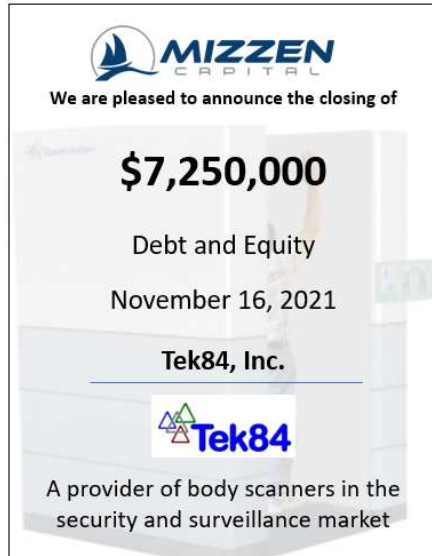 MIZZEN
CAPITAL
We are pleased to announce the closing of
$7,250,000
Debt and Equity
November 16, 2021
Tek84, Inc.
Tek84
A provider of body scanners in the
security and surveillance market